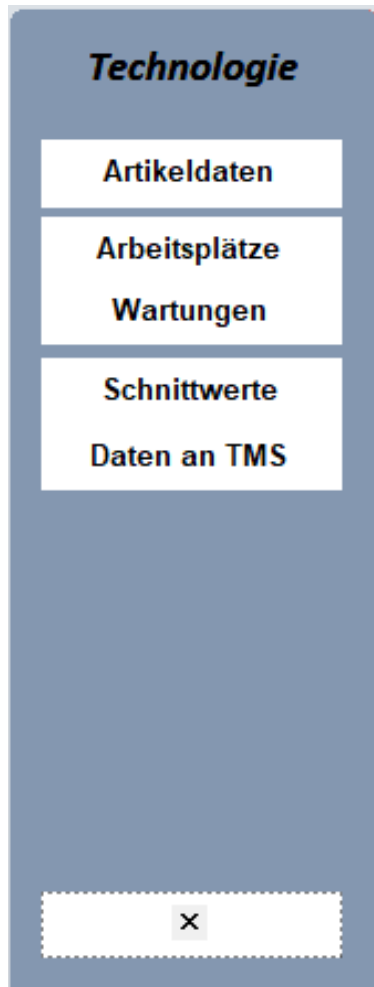 Technologie
Artikeldaten
Arbeitsplätze
Wartungen
Schnittwerte
Daten an TMS
×